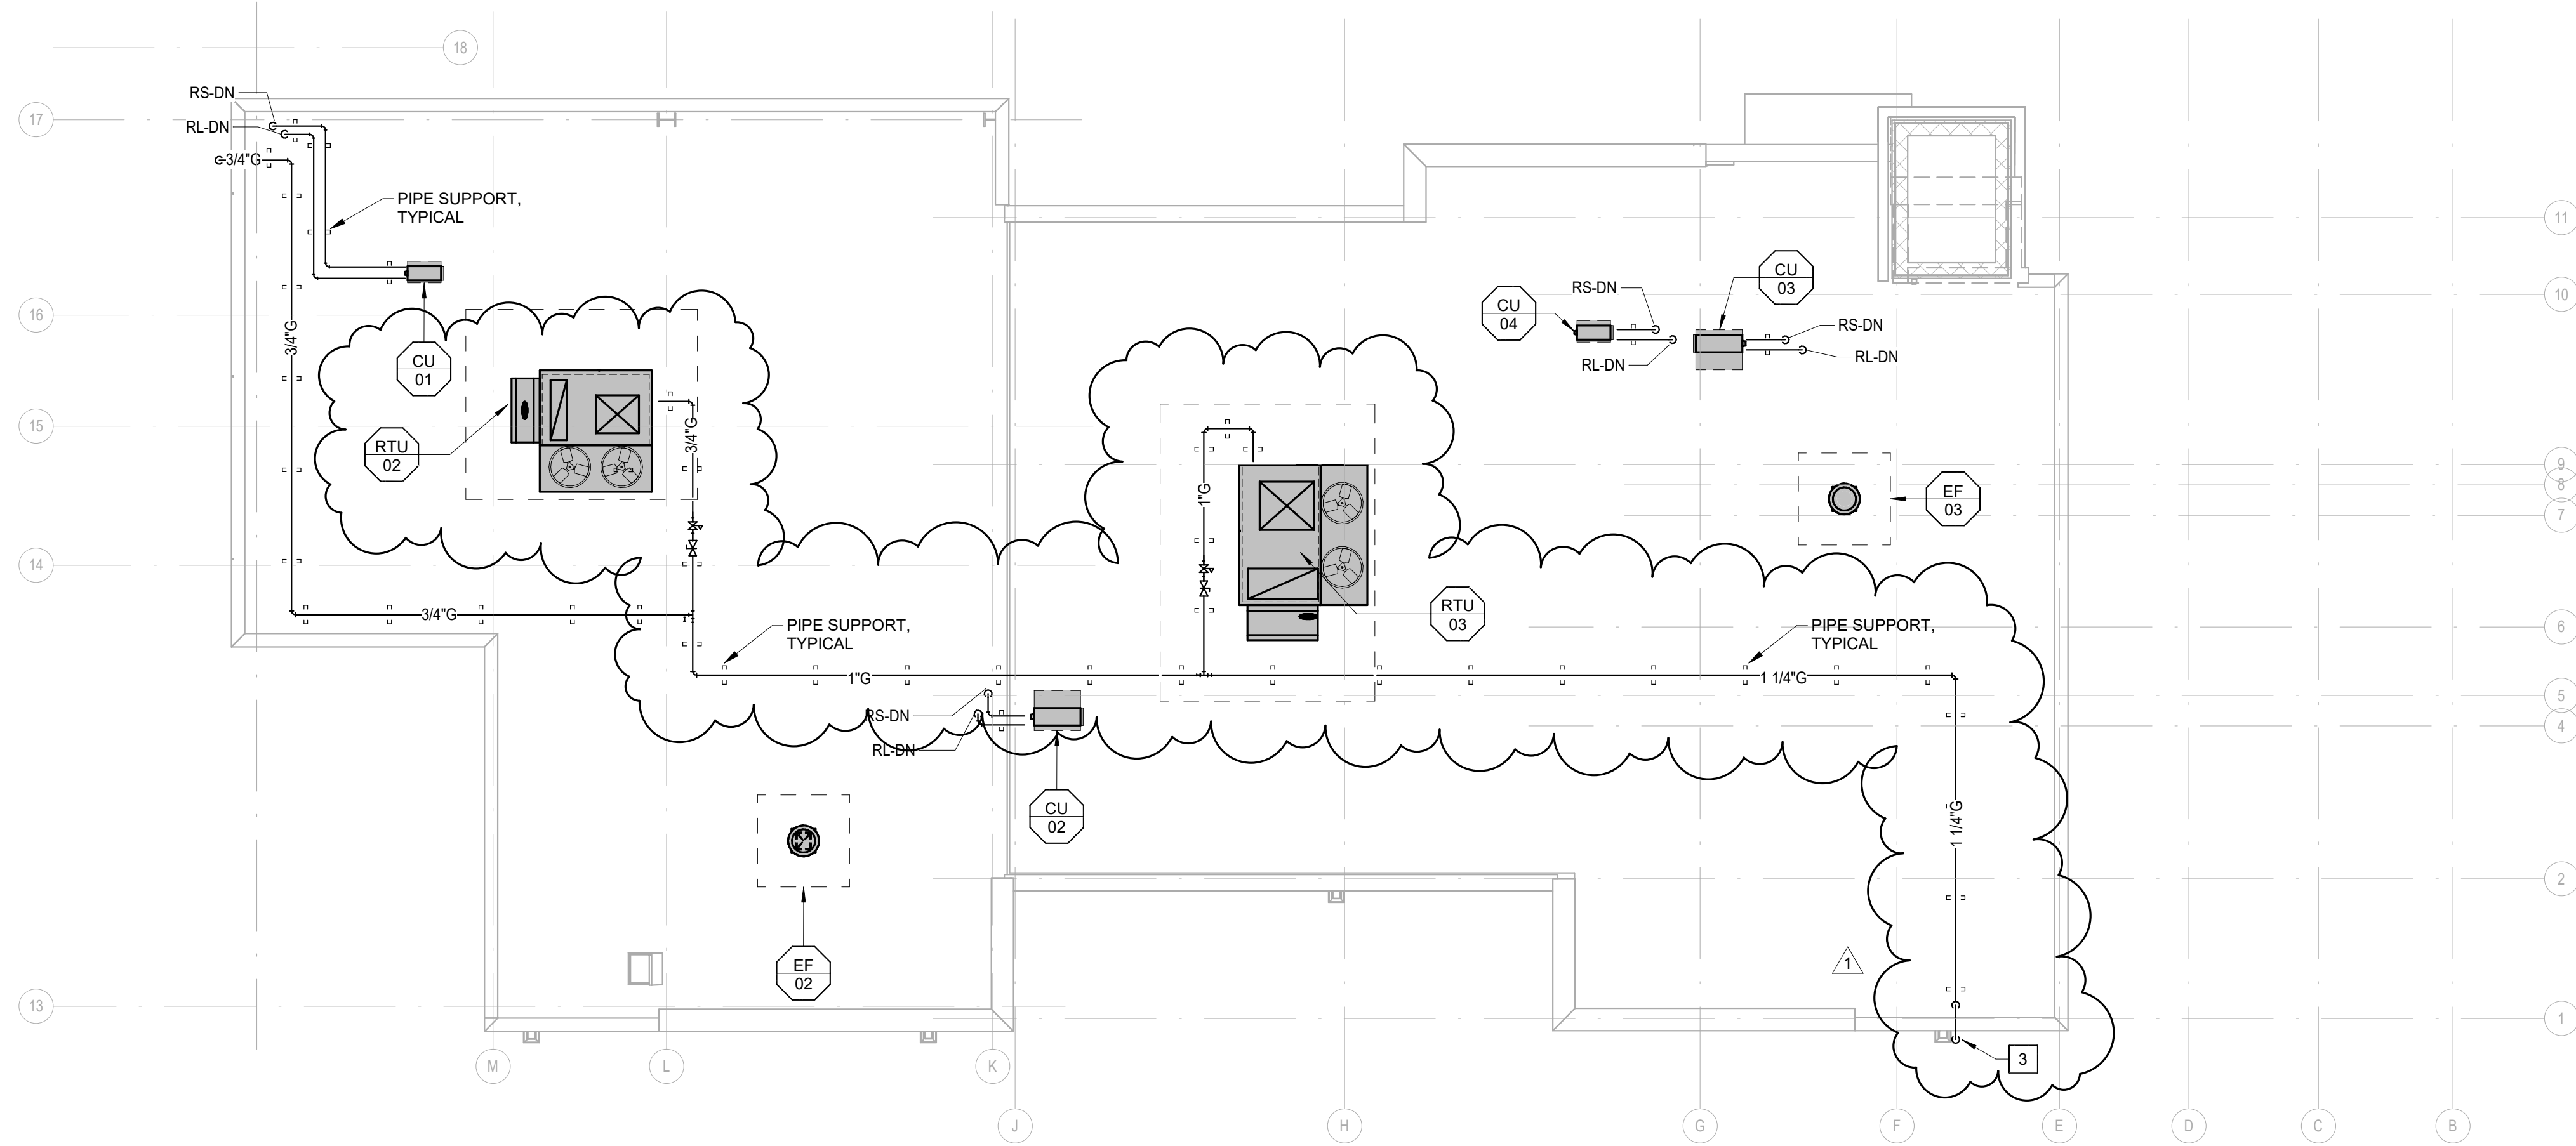 18
RS-DN
17
RL-DN
3/4"G
PIPE SUPPORT,
TYPICAL
11
CU
03
RS-DN
10
CU
04
16
3/4"G
RS-DN
RL-DN
RL-DN
CU
01
15
3/4"G
RTU
02
9
8
1"G
EF
03
7
14
RTU
03
3/4"G
PIPE SUPPORT,
TYPICAL
PIPE SUPPORT,
TYPICAL
6
1"G
1 1/4"G
5
RS-DN
4
RL-DN
CU
02
1 1/4"G
2
1
EF
02
13
1
3
M
L
K
J
H
G
F
E
D
C
B